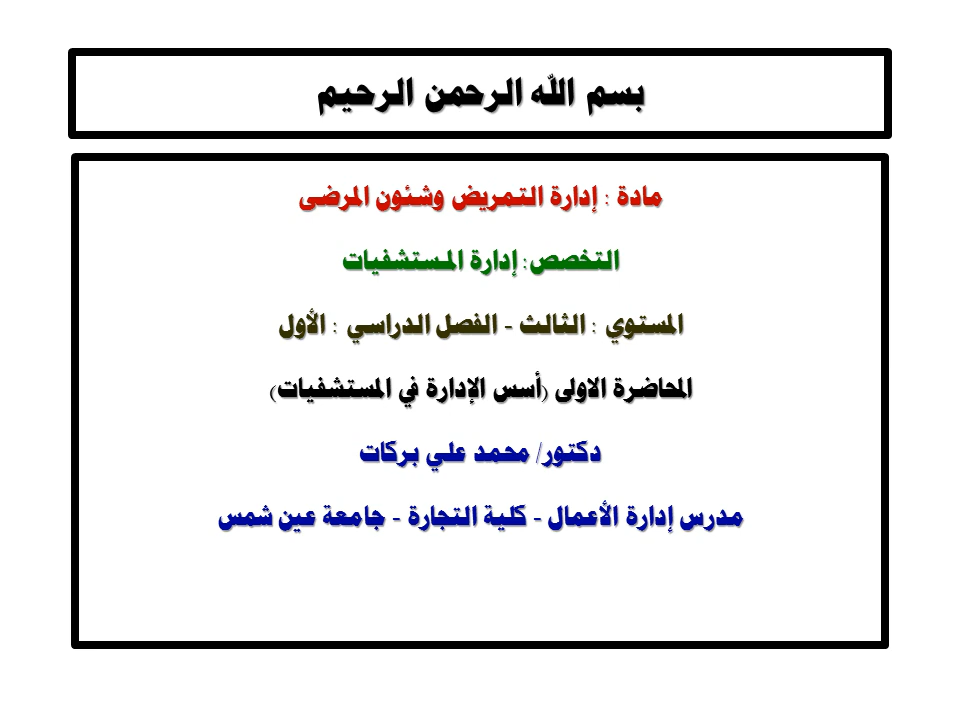 بسم الله الرحمن الرحيم
مادة : إدارة التمريض وشئون المرضى
التخصص: إدارة المستشفيات
المستوي : الثالث - الفصل الدراسي : الأول
المحاضرة الاولى (أسس الإدارة في المستشفيات)
دكتور/ محمد علي بركات
مدرس إدارة الأعمال - كلية التجارة - جامعة عين شمس